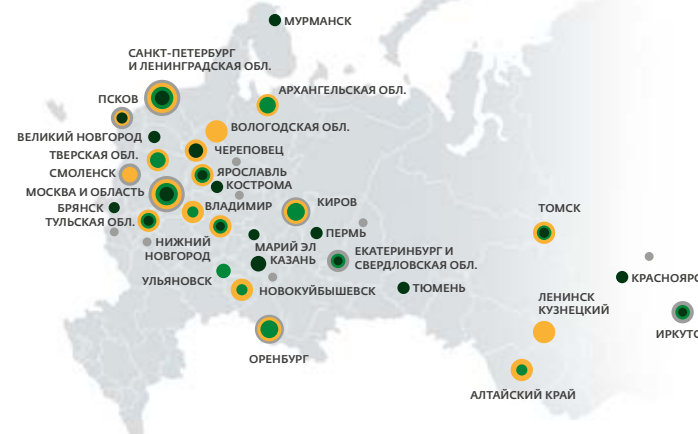 МУРМАНСК
САНКТ-ПЕТЕРБУРГ
И ЛЕНИНГРАДСКАЯ ОБЛ.
АРХАНГЕЛЬСКАЯ ОБЛ.
ПСКОВ
ВОЛОГОДСКАЯ ОБЛ.
ВЕЛИКИЙ НОВГОРОД
ЧЕРЕПОВЕЦ
ТВЕРСКАЯ ОБЛ.
СМОЛЕНСК
ЯРОСЛАВЛЬ
КОСТРОМА
МОСКВА И ОБЛАСТЬ
БРЯНСК
ВЛАДИМИР
КИРОВ
ТОМСК
ТУЛЬСКАЯ ОБЛ.
ПЕРМЬ
НИЖНИЙ
НОВГОРОД
МАРИЙ ЭЛ
КАЗАНЬ
ЕКАТЕРИНБУРГ И
СВЕРДЛОВСКАЯ ОБЛ.
УЛЬЯНОВСК
НОВОКУЙБЫШЕВСК
ТЮМЕНЬ
КРАСНОЯРС
ЛЕНИНСК
КУЗНЕЦКИЙ
ИРКУТС
ОРЕНБУРГ
АЛТАЙСКИЙ КРАЙ